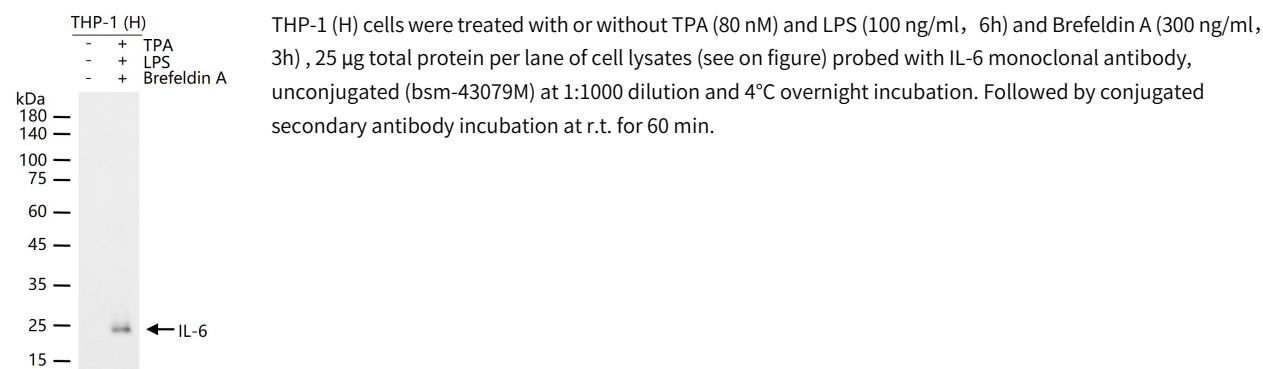 THP-1 (H)
- + TPA
- + LPS
- + Brefeldin A
kDa
180
140
100
75
60
45
35
25
15
IL-6
THP-1 (H) cells were treated with or without TPA (80 nM) and LPS (100 ng/ml，6h) and Brefeldin A (300 ng/ml，
3h) , 25 μg total protein per lane of cell lysates (see on figure) probed with IL-6 monoclonal antibody,
unconjugated (bsm-43079M) at 1:1000 dilution and 4°C overnight incubation. Followed by conjugated
secondary antibody incubation at r.t. for 60 min.